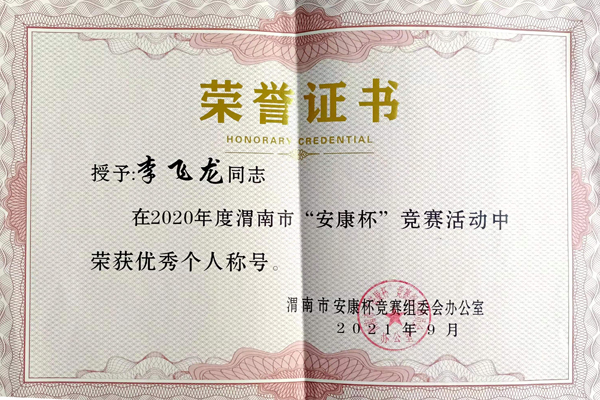 荣誉证书
HONORARY CREDENTIAL
授予:李飞龙同志
在2020年度渭南市“安康杯”竞赛活动中
荣获优秀个人称号。
渭南市安康杯竞赛组委会办公室
2021年9月
办公室